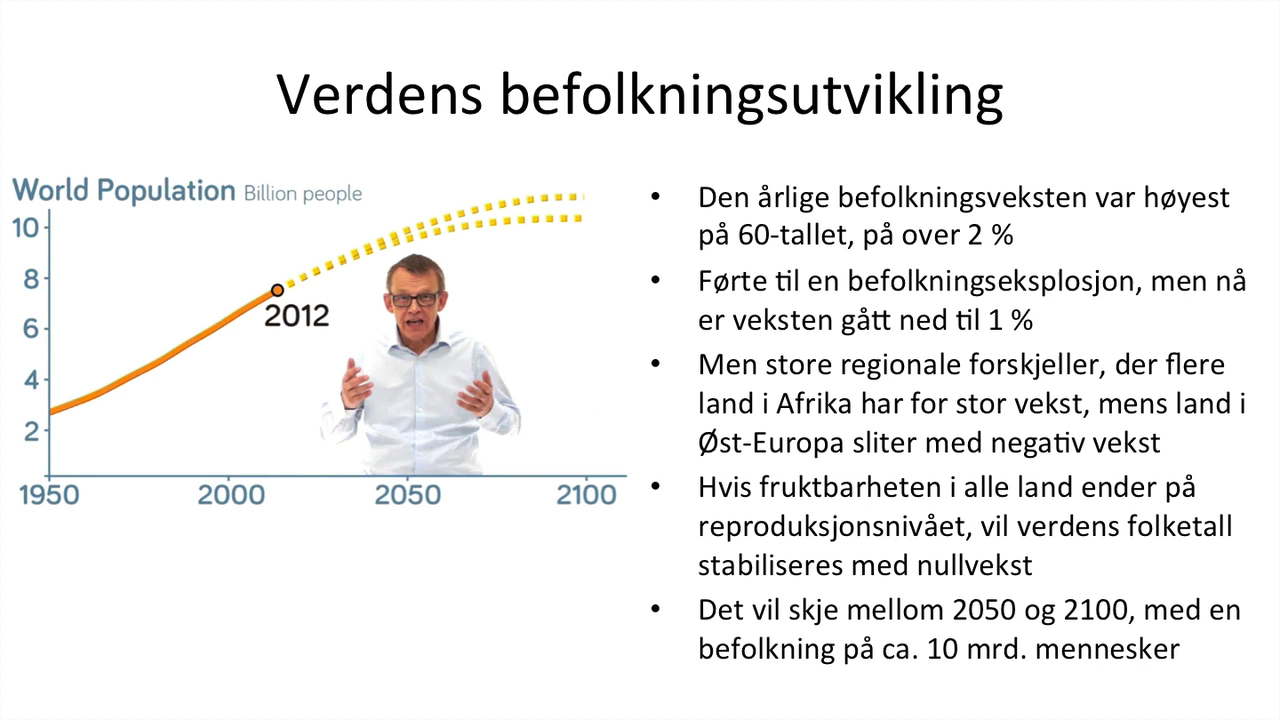 Verdens befolkningsutvikling
World Population Billion people
10
8
6
4
2
2012
1950 2000 2050 2100
• Den årlige befolkningsveksten var høyest
på 60-tallet, på over 2 %
• Førte til en befolkningseksplosjon, men nå
er veksten gått ned til 1 %
• Men store regionale forskjeller, der flere
land i Afrika har for stor vekst, mens land i
Øst-Europa sliter med negativ vekst
• Hvis fruktbarheten i alle land ender på
reproduksjonsnivået, vil verdens folketall
stabiliseres med nullvekst
• Det vil skje mellom 2050 og 2100, med en
befolkning på ca. 10 mrd. mennesker